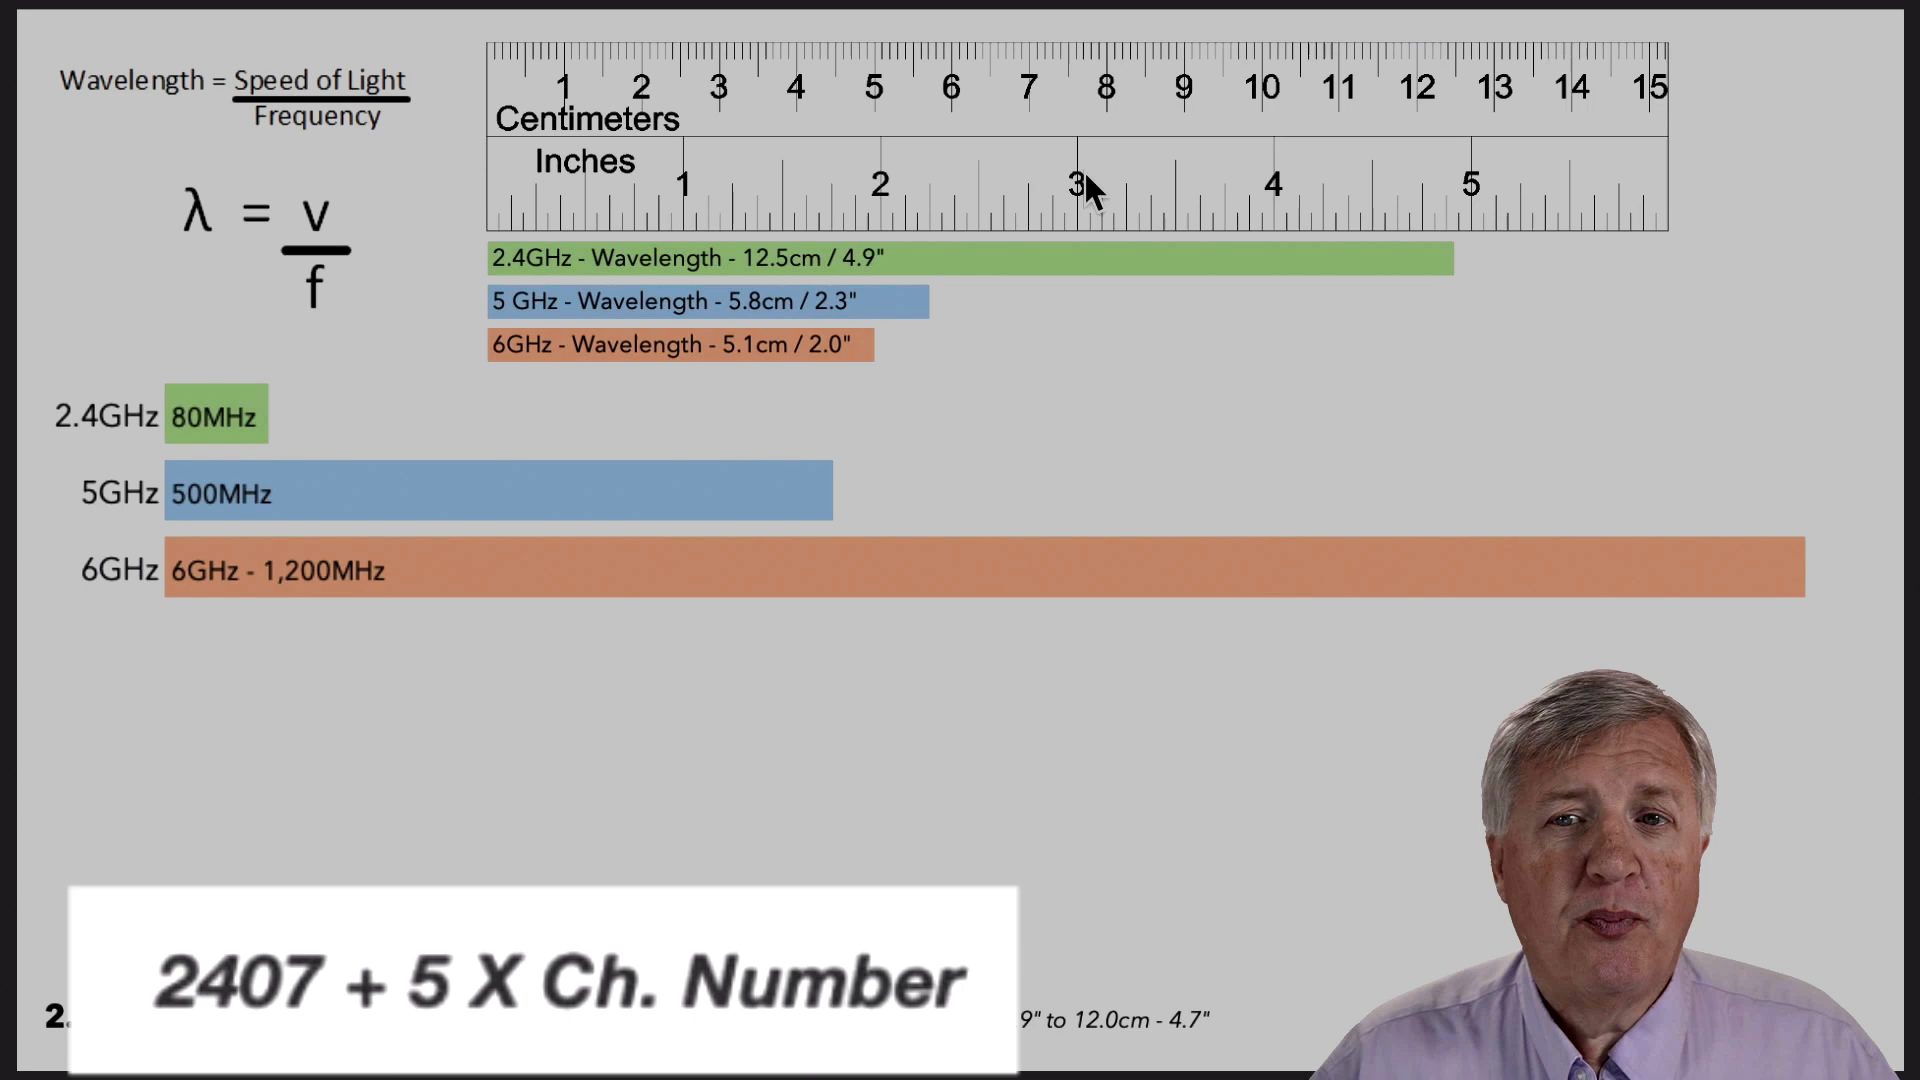 Wavelength = Speed of Light
Frequency
λ = v
f
1 2 3 4 5 6 7 8 9 10 11 12 13 14 15
Centimeters
Inches
1 2 3 4 5
2.4GHz - Wavelength - 12.5cm / 4.9"
5 GHz - Wavelength - 5.8cm / 2.3"
6GHz - Wavelength - 5.1cm / 2.0"
2.4GHz 80MHz
5GHz 500MHz
6GHz 6GHz - 1,200MHz
2407 + 5 X Ch. Number
2. 9" to 12.0cm - 4.7"